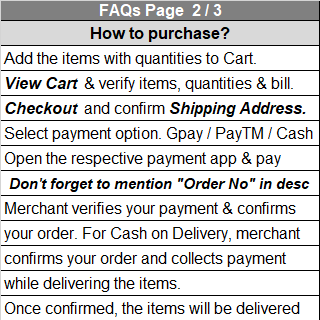 FAQs Page 2 / 3
How to purchase?
Add the items with quantities to Cart.
View Cart & verify items, quantities & bill.
Checkout and confirm Shipping Address.
Select payment option. Gpay / PayTM / Cash
Open the respective payment app & pay
Don't forget to mention "Order No" in desc
Merchant verifies your payment & confirms
your order. For Cash on Delivery, merchant
confirms your order and collects payment
while delivering the items.
Once confirmed, the items will be delivered